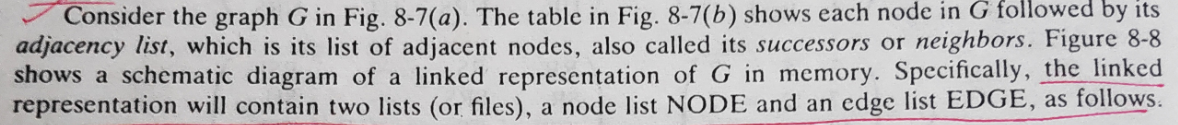 Consider the graph G in Fig. 8-7(a). The table in Fig. 8-7(b) shows each node in G followed by its
adjacency list, which is its list of adjacent nodes, also called its successors or neighbors. Figure 8-8
shows a schematic diagram of a linked representation of G in memory. Specifically, the linked
representation will contain two lists (or files), a node list NODE and an edge list EDGE, as follows.